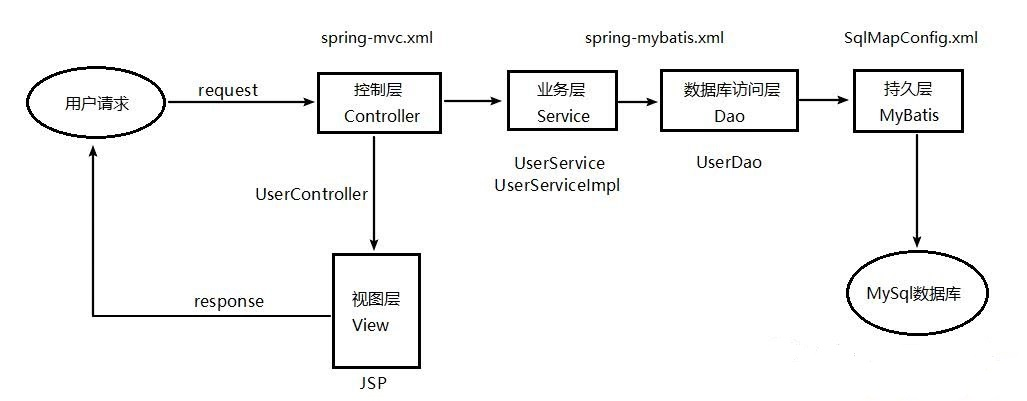 spring-mvc.xml
spring-mybatis.xml
SqlMapConfig.xml
用户请求
request
控制层
Controller
业务层
Service
数据库访问层
Dao
持久层
MyBatis
UserService
UserServiceImpl
UserDao
UserController
response
视图层
View
JSP
MySql数据库